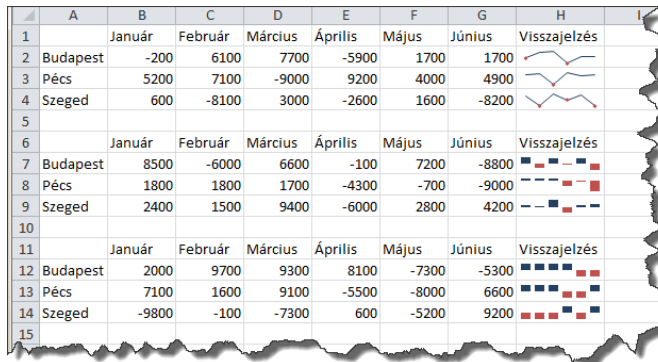 A B C D E F G H I
1 Január Február Március Április Május Június Visszajelzés
2 Budapest -200 6100 7700 -5900 1700 1700
3 Pécs 5200 7100 -9000 9200 4000 4900
4 Szeged 600 -8100 3000 -2600 1600 -8200
5
6 Január Február Március Április Május Június Visszajelzés
7 Budapest 8500 -6000 6600 -100 7200 -8800
8 Pécs 1800 1800 1700 -4300 -700 -9000
9 Szeged 2400 1500 9400 -6000 2800 4200
10
11 Január Február Március Április Május Június Visszajelzés
12 Budapest 2000 9700 9300 8100 -7300 -5300
13 Pécs 7100 1600 9100 -5500 -8000 6600
14 Szeged -9800 -100 -7300 600 -5200 9200
15